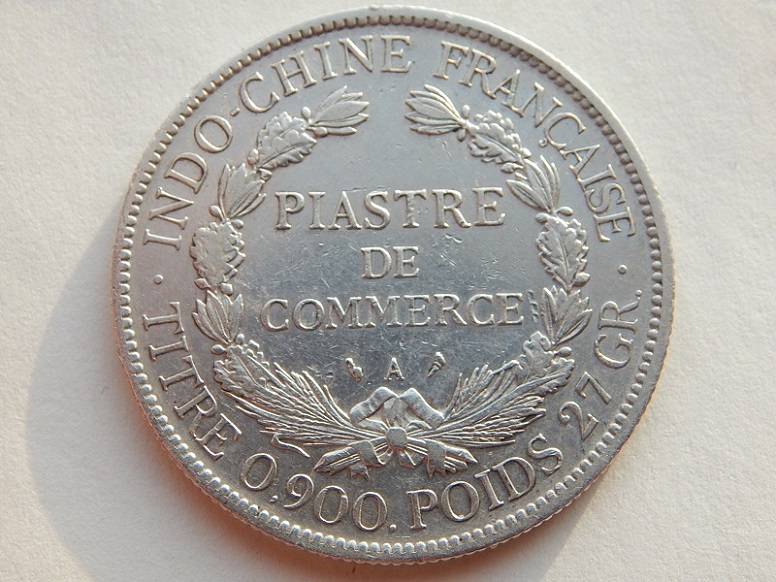 INDO-CHINE FRANÇAISE
PIASTRE
DE
COMMERCE
A
· TITRE 0,900. POIDS 27 GR. ·